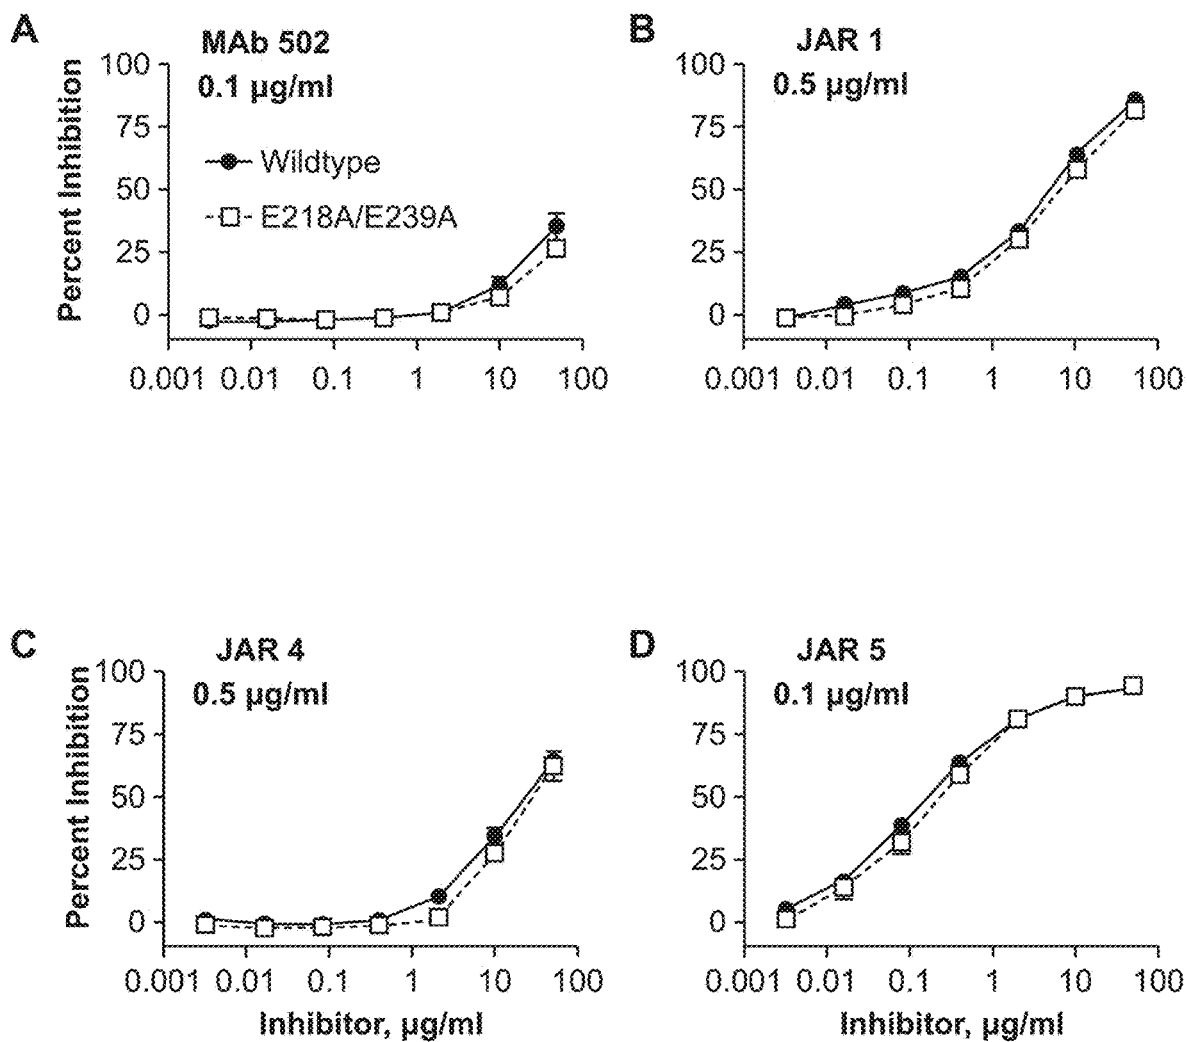 A
MAb 502
0.1 µg/ml
Percent Inhibition
100
75
50
25
0
Wildtype
E218A/E239A
0.001 0.01 0.1 1 10 100
B
JAR 1
0.5 µg/ml
100
75
50
25
0
0.001 0.01 0.1 1 10 100
C
JAR 4
0.5 µg/ml
Percent Inhibition
100
75
50
25
0
0.001 0.01 0.1 1 10 100
Inhibitor, µg/ml
D
JAR 5
0.1 µg/ml
100
75
50
25
0
0.001 0.01 0.1 1 10 100
Inhibitor, µg/ml